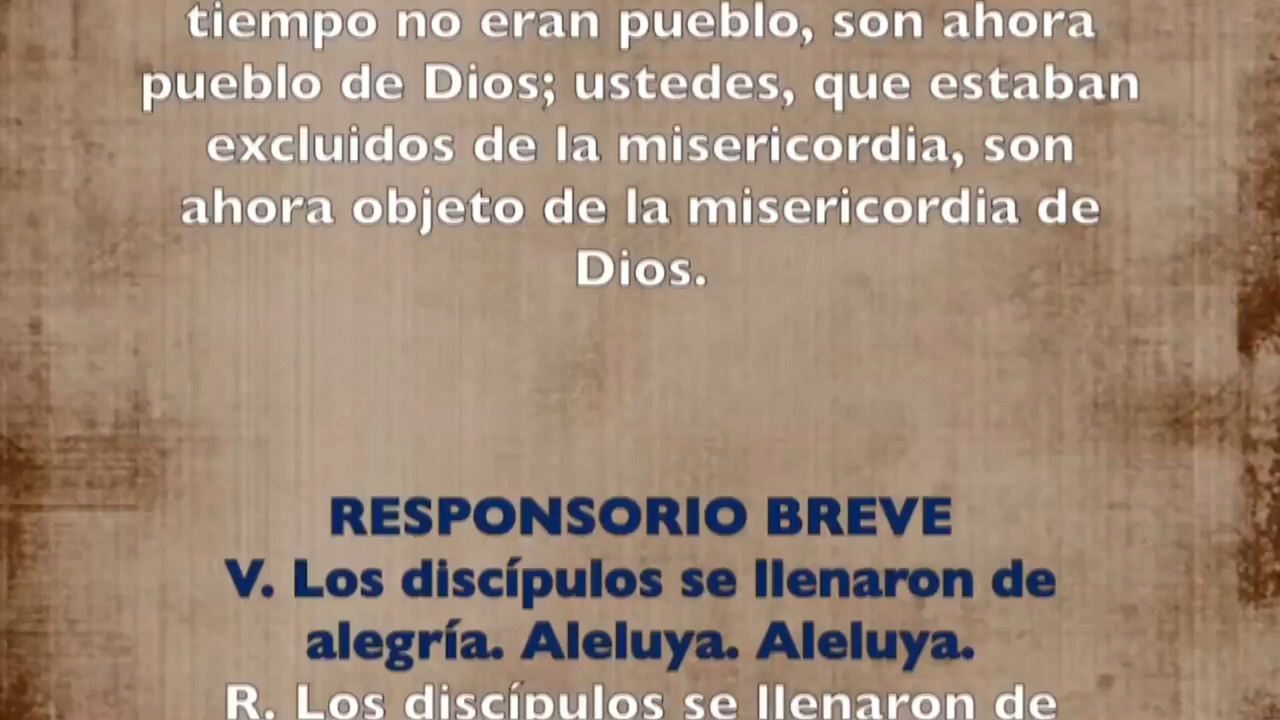 tiempo no eran pueblo, son ahora
pueblo de Dios; ustedes, que estaban
excluidos de la misericordia, son
ahora objeto de la misericordia de
Dios.
RESPONSORIO BREVE
V. Los discípulos se llenaron de
alegría. Aleluya. Aleluya.
R. Los discípulos se llenaron de